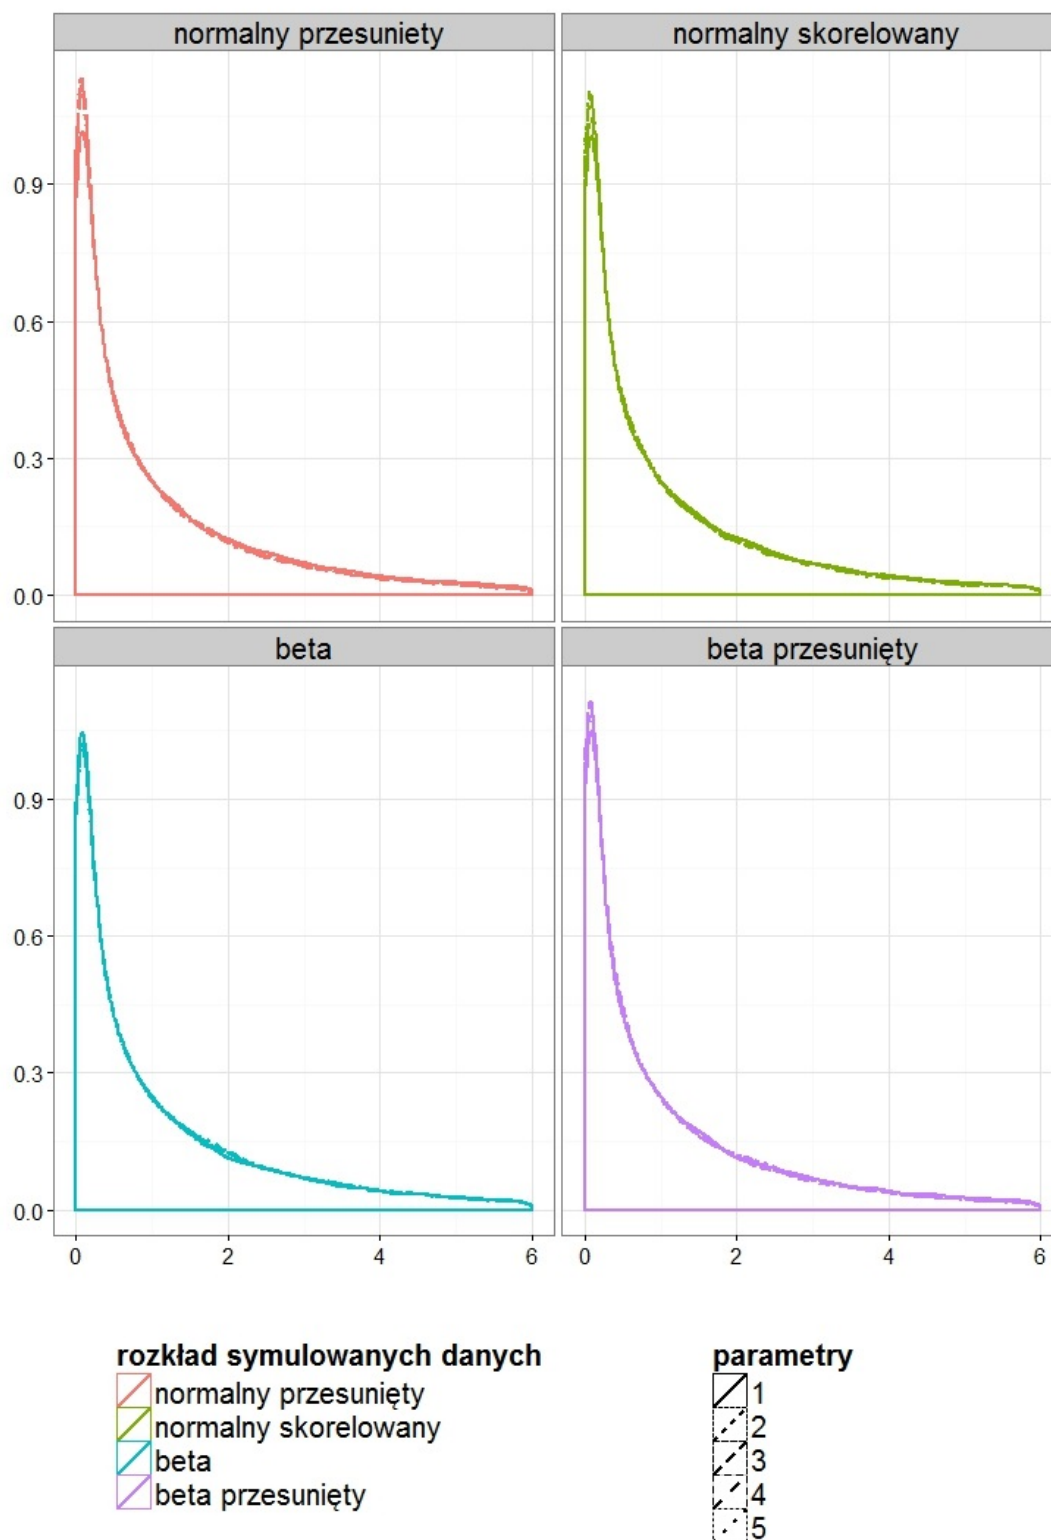 normalny przesuniety
normalny skorelowany
0.9
0.6
0.3
0.0
beta
beta przesunięty
0.9
0.6
0.3
0.0
0 2 4 6
0 2 4 6
rozkład symulowanych danych
normalny przesunięty
normalny skorelowany
beta
beta przesunięty
parametry
1
2
3
4
5